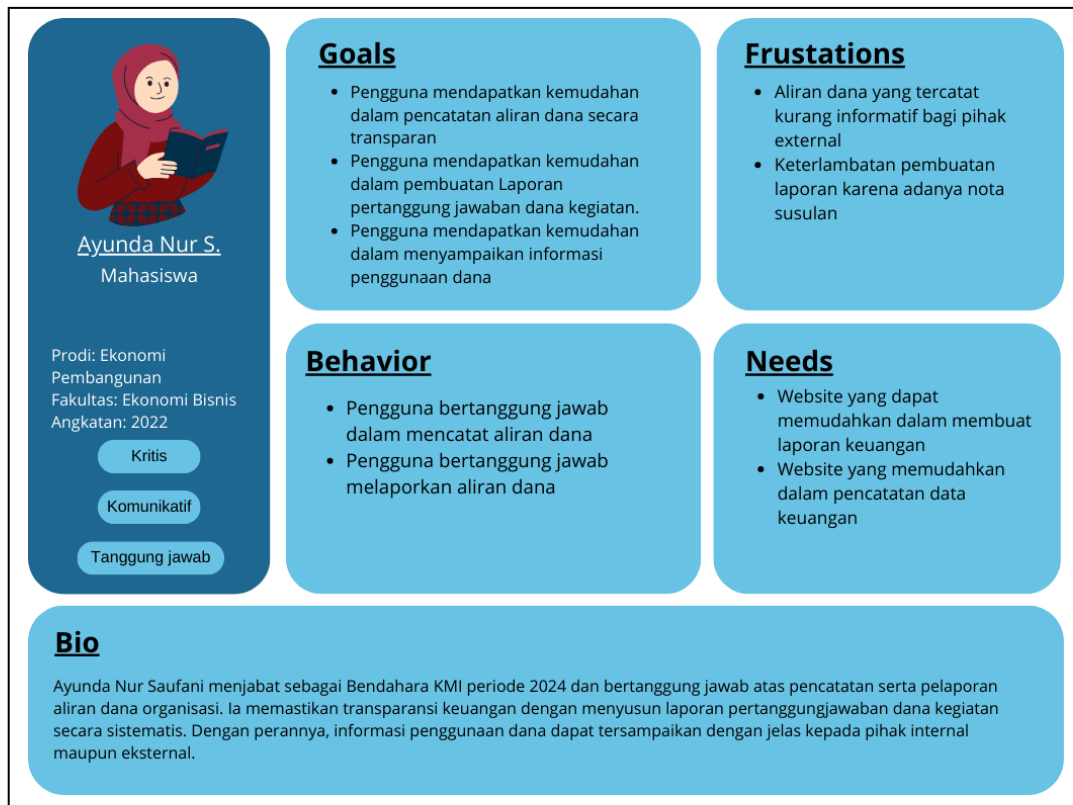 Ayunda Nur S.
Mahasiswa
Prodi: Ekonomi
Pembangunan
Fakultas: Ekonomi Bisnis
Angkatan: 2022
Kritis
Komunikatif
Tanggung jawab
Goals
• Pengguna mendapatkan kemudahan
dalam pencatatan aliran dana secara
transparan
• Pengguna mendapatkan kemudahan
dalam pembuatan Laporan
pertanggung jawaban dana kegiatan.
• Pengguna mendapatkan kemudahan
dalam menyampaikan informasi
penggunaan dana
Frustations
• Aliran dana yang tercatat
kurang informatif bagi pihak
external
• Keterlambatan pembuatan
laporan karena adanya nota
susulan
Behavior
• Pengguna bertanggung jawab
dalam mencatat aliran dana
• Pengguna bertanggung jawab
melaporkan aliran dana
Needs
• Website yang dapat
memudahkan dalam membuat
laporan keuangan
• Website yang memudahkan
dalam pencatatan data
keuangan
Bio
Ayunda Nur Saufani menjabat sebagai Bendahara KMI periode 2024 dan bertanggung jawab atas pencatatan serta pelaporan
aliran dana organisasi. Ia memastikan transparansi keuangan dengan menyusun laporan pertanggungjawaban dana kegiatan
secara sistematis. Dengan perannya, informasi penggunaan dana dapat tersampaikan dengan jelas kepada pihak internal
maupun eksternal.